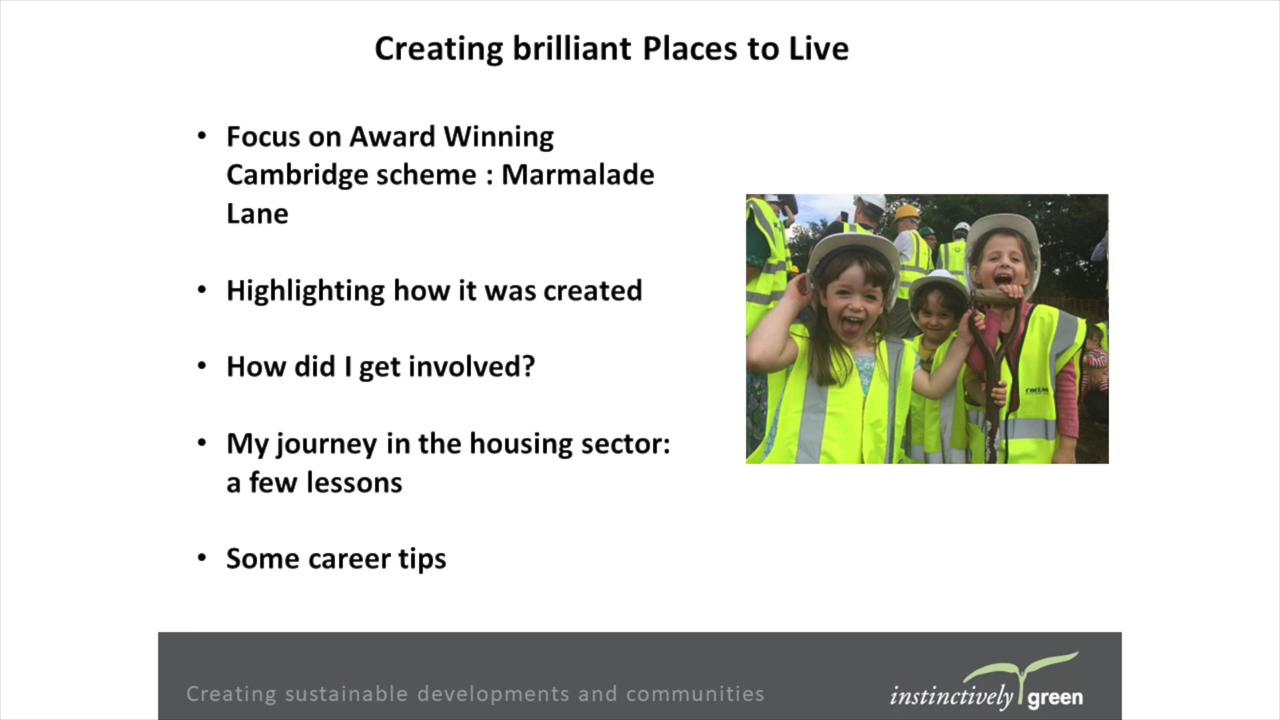 Creating brilliant Places to Live
• Focus on Award Winning
Cambridge scheme : Marmalade
Lane
• Highlighting how it was created
• How did I get involved?
• My journey in the housing sector:
a few lessons
• Some career tips
Creating sustainable developments and communities
instinctively green